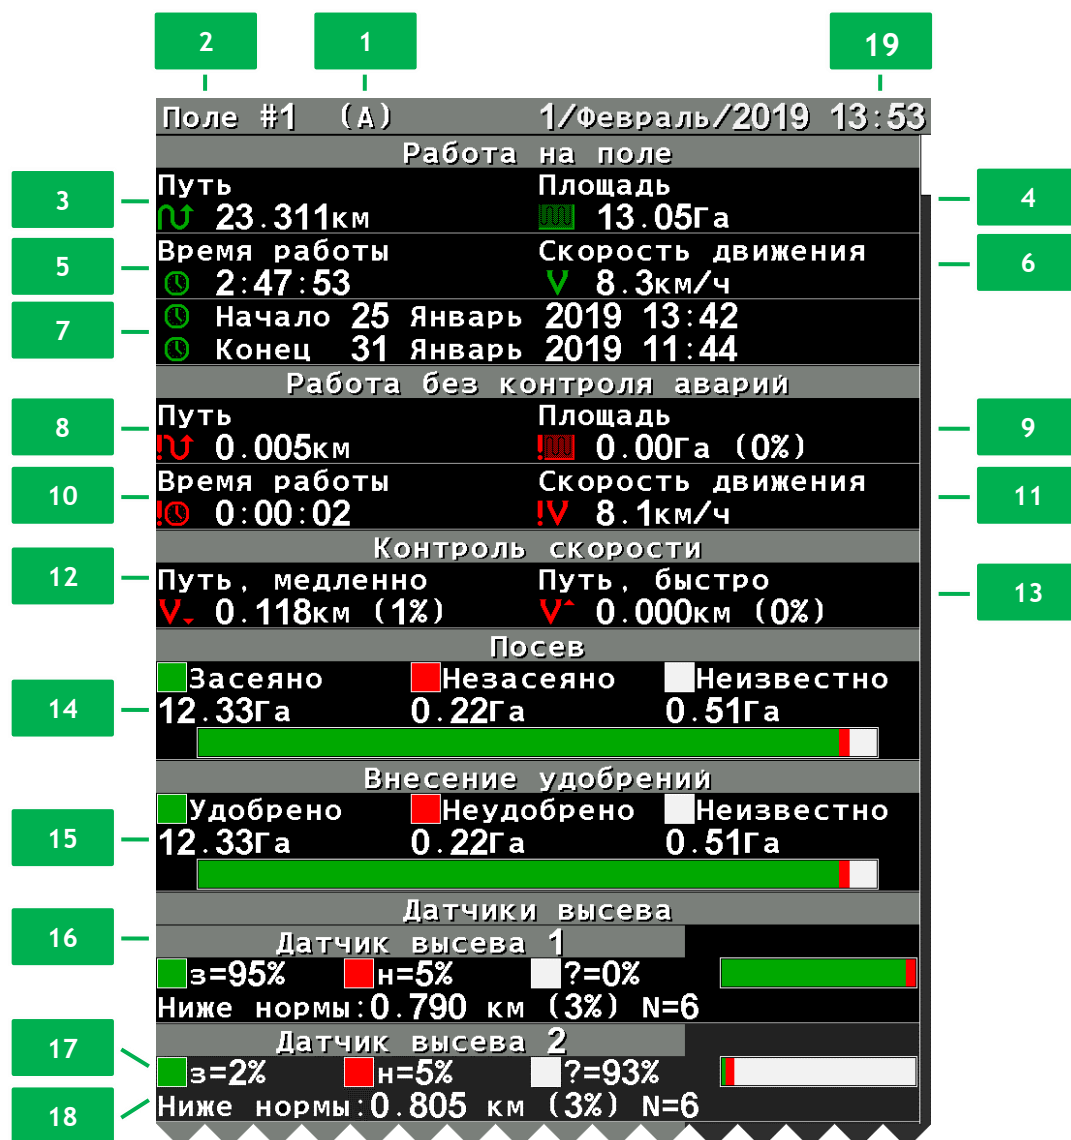 2 1 19
Поле #1 (А) 1/Февраль/2019 13:53
Работа на поле
3 Путь Площадь 4
23.311км 13.05Га
5 Время работы Скорость движения 6
2:47:53 8.3км/ч
7 Начало 25 Январь 2019 13:42
Конец 31 Январь 2019 11:44
Работа без контроля аварий
8 Путь Площадь 9
!0.005км !0.00Га (0%)
10 Время работы Скорость движения 11
!0:00:02 !8.1км/ч
Контроль скорости
12 Путь, медленно Путь, быстро 13
0.118км (1%) 0.000км (0%)
Посев
Засеяно Незасеяно Неизвестно
14 12.33Га 0.22Га 0.51Га
Внесение удобрений
Удобрено Неудобрено Неизвестно
15 12.33Га 0.22Га 0.51Га
Датчики высева
16 Датчик высева 1
з=95% н=5% ?=0%
Ниже нормы:0.790 км (3%) N=6
17 Датчик высева 2
з=2% н=5% ?=93%
18 Ниже нормы:0.805 км (3%) N=6